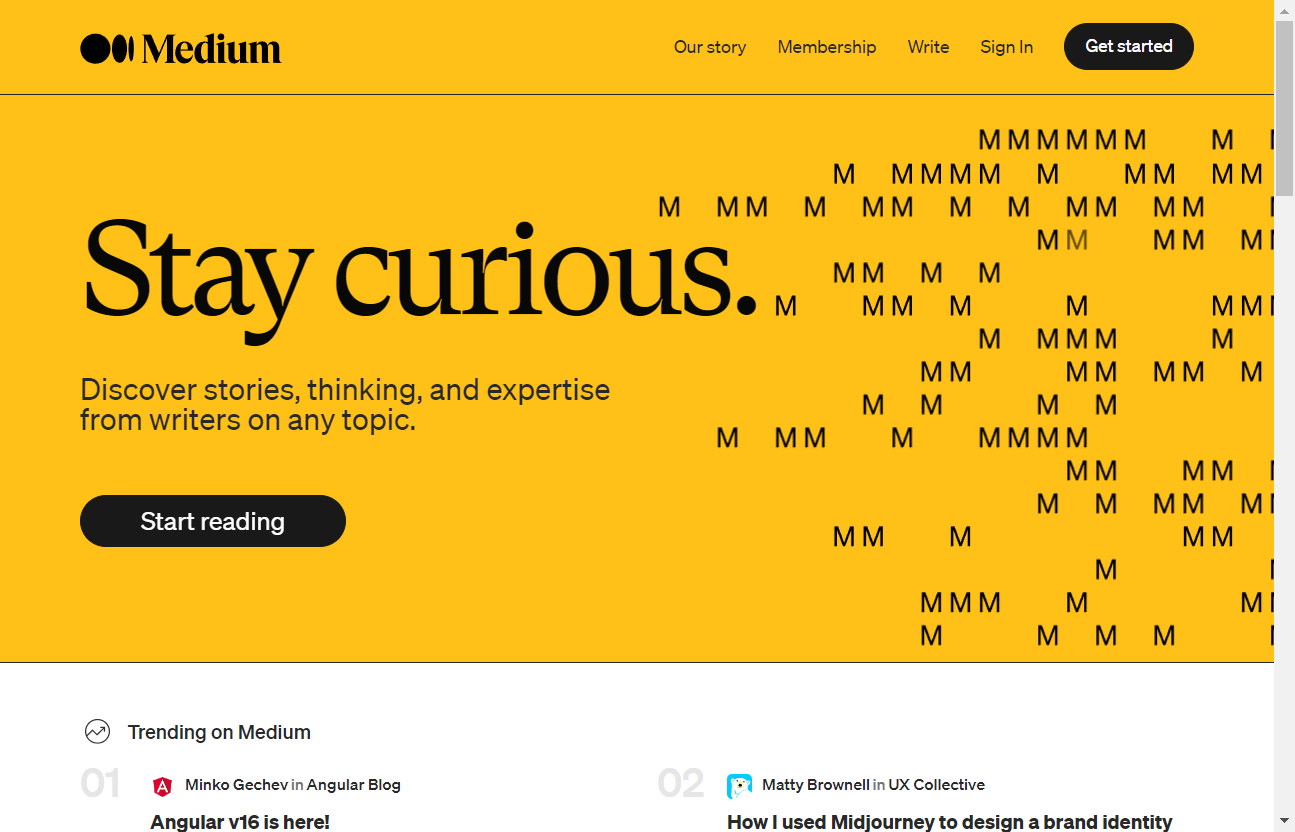 Medium
Our story Membership Write Sign In Get started
M M M M M M M M
M M M M M M M M M M
M M M M M M M M M M M M M M
M M M M M M
Stay curious.
M M M M
M M M M M M M M
M M M M M
Discover stories, thinking, and expertise
M M M M M M M
from writers on any topic.
M M M M
M M M M M M M M
M M M M M
M M M M M M
Start reading
M M M M M
M M
M M M M M M
M M M M
Trending on Medium
01 Minko Gechev in Angular Blog
Angular v16 is here!
02 Matty Brownell in UX Collective
How I used Midjourney to design a brand identity